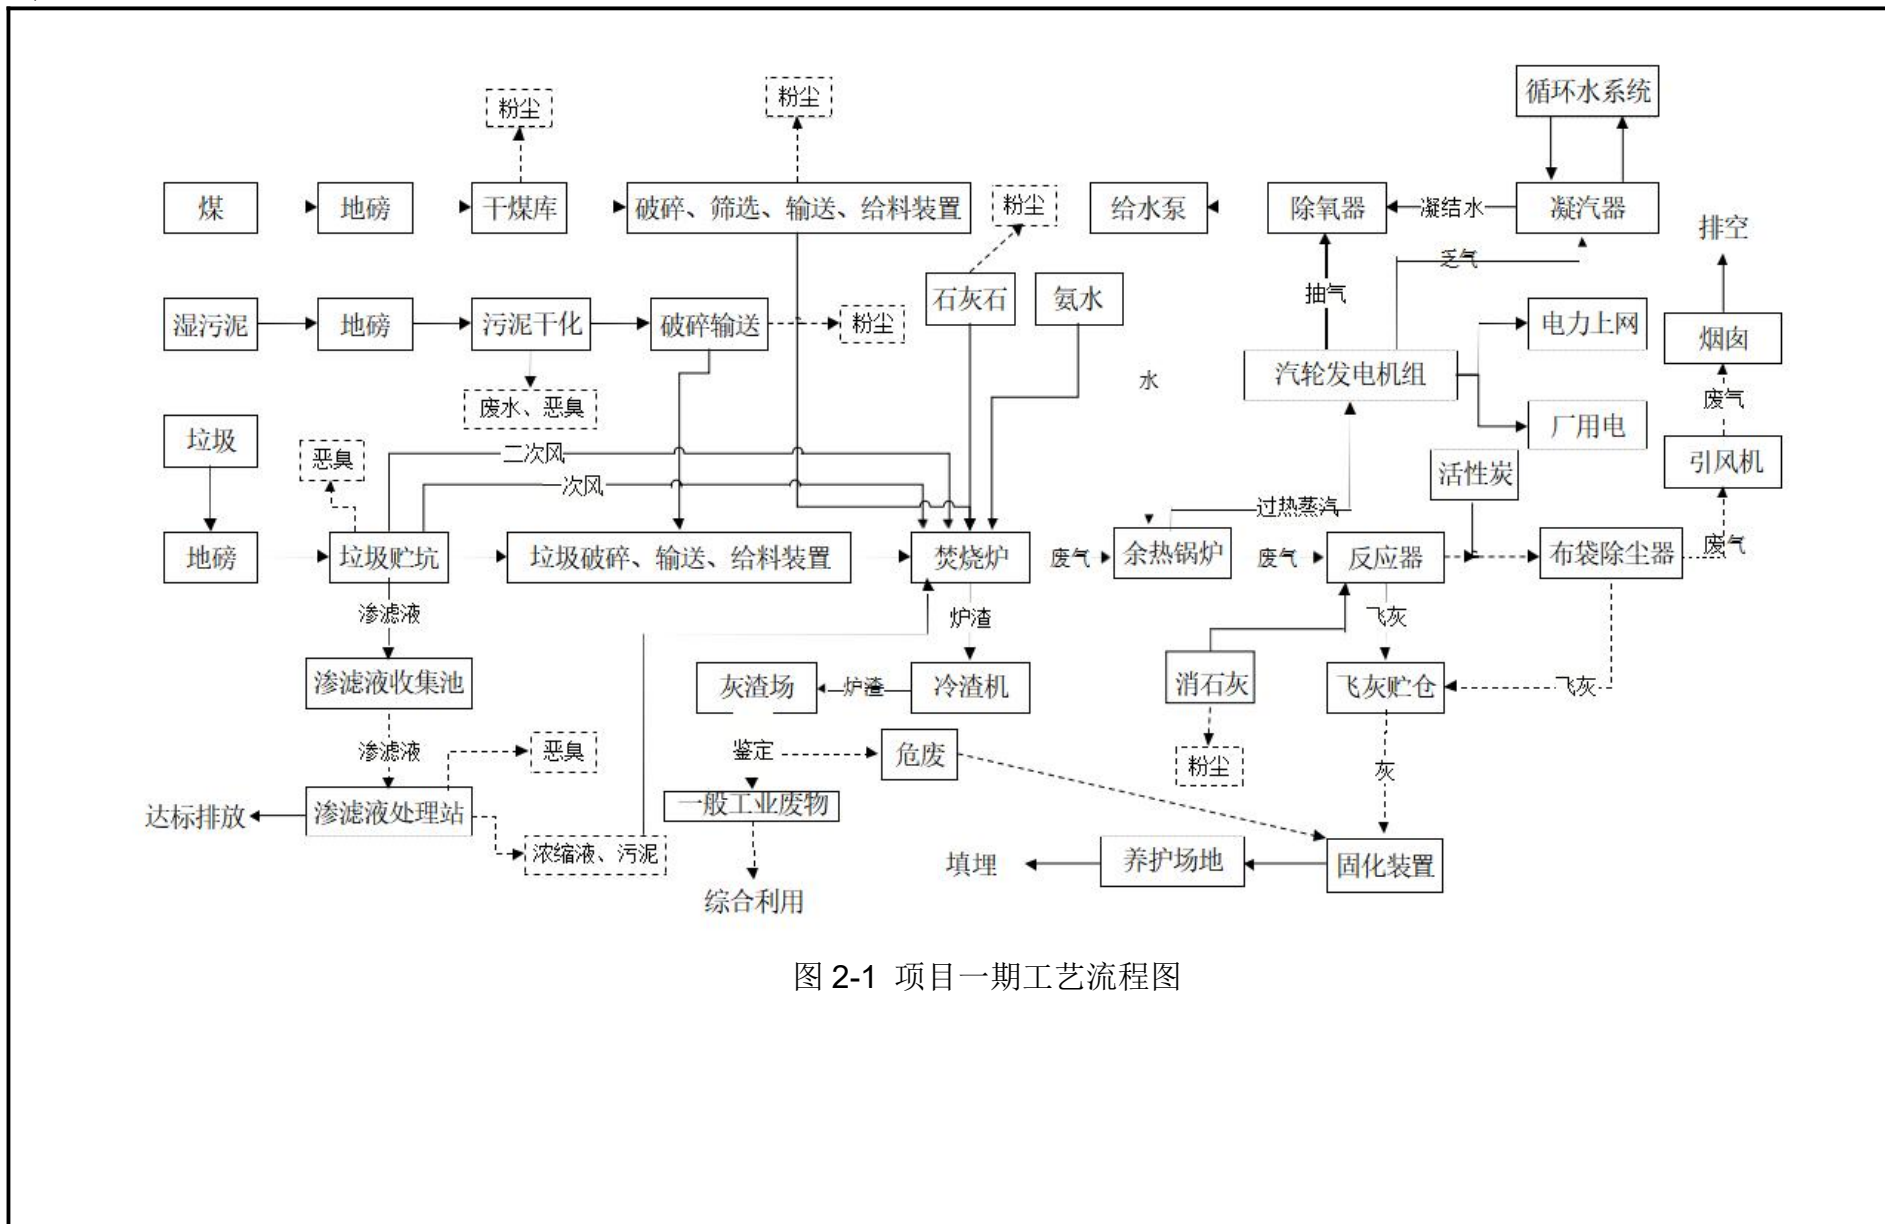 循环水系统
粉尘
粉尘
煤
地磅
干煤库
破碎、筛选、输送、给料装置
粉尘
给水泵
除氧器
凝结水
凝汽器
排空
乏气
石灰石
氨水
抽气
湿污泥
地磅
污泥干化
破碎输送
粉尘
电力上网
烟囱
水
汽轮发电机组
废水、恶臭
废气
垃圾
厂用电
恶臭
二次风
引风机
活性炭
一次风
过热蒸汽
地磅
垃圾贮坑
垃圾破碎、输送、给料装置
焚烧炉
废气
余热锅炉
废气
反应器
布袋除尘器
废气
渗滤液
炉渣
飞灰
渗滤液收集池
灰渣场
炉渣
冷渣机
消石灰
飞灰贮仓
飞灰
渗滤液
恶臭
鉴定
危废
粉尘
灰
达标排放
渗滤液处理站
一般工业废物
浓缩液、污泥
填埋
养护场地
固化装置
综合利用
图 2-1 项目一期工艺流程图